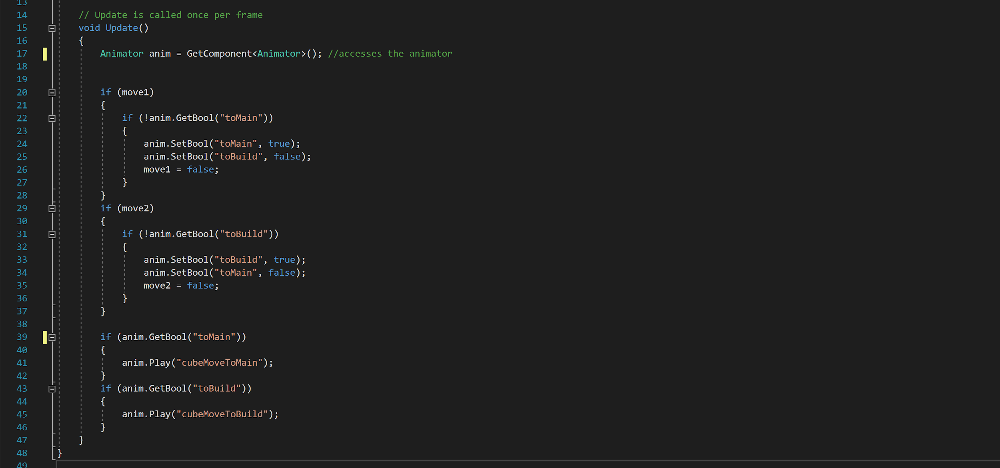 13
14 // Update is called once per frame
15 void Update()
16 {
17 Animator anim = GetComponent<Animator>(); //accesses the animator
18
19
20 if (move1)
21 {
22 if (!anim.GetBool("toMain"))
23 {
24 anim.SetBool("toMain", true);
25 anim.SetBool("toBuild", false);
26 move1 = false;
27 }
28 }
29 if (move2)
30 {
31 if (!anim.GetBool("toBuild"))
32 {
33 anim.SetBool("toBuild", true);
34 anim.SetBool("toMain", false);
35 move2 = false;
36 }
37 }
38
39 if (anim.GetBool("toMain"))
40 {
41 anim.Play("cubeMoveToMain");
42 }
43 if (anim.GetBool("toBuild"))
44 {
45 anim.Play("cubeMoveToBuild");
46 }
47 }
48 }
49